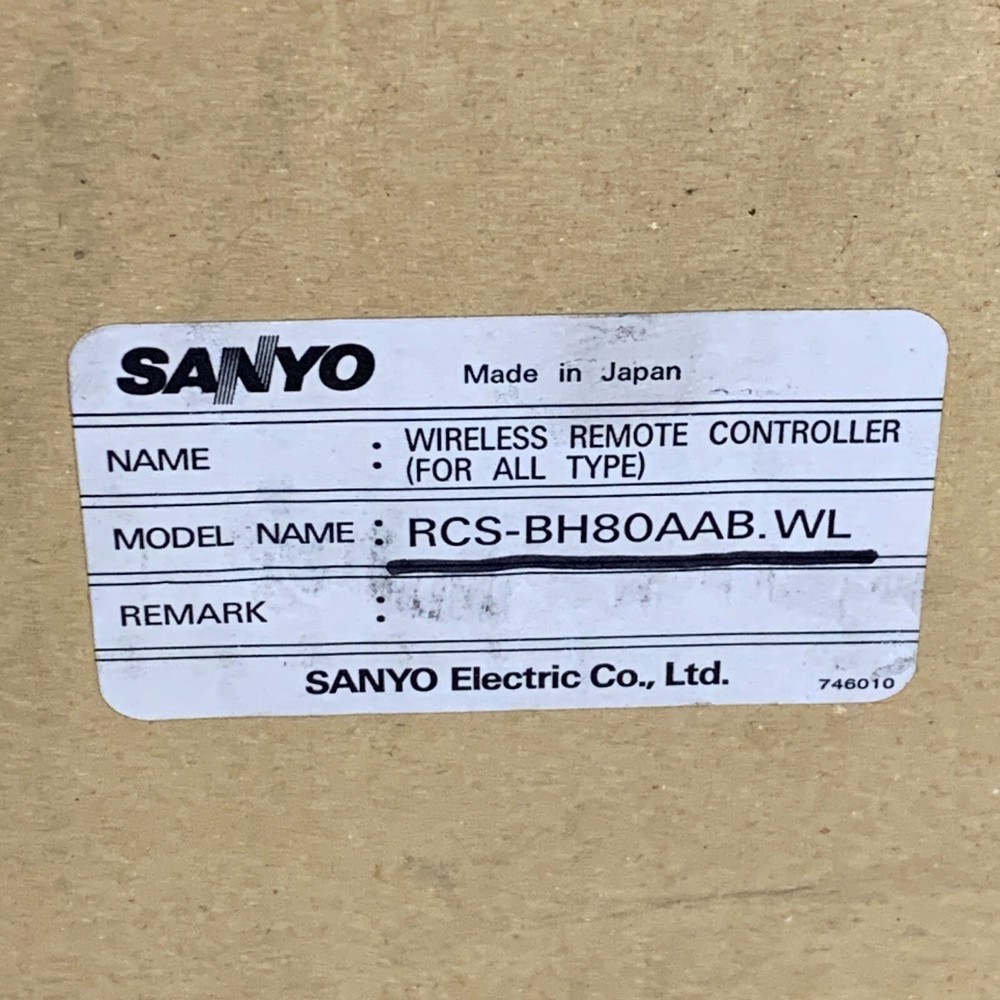 SANYO Made in Japan
NAME : WIRELESS REMOTE CONTROLLER
: (FOR ALL TYPE)
MODEL NAME : RCS-BH80AAB.WL
REMARK :
SANYO Electric Co., Ltd. 746010